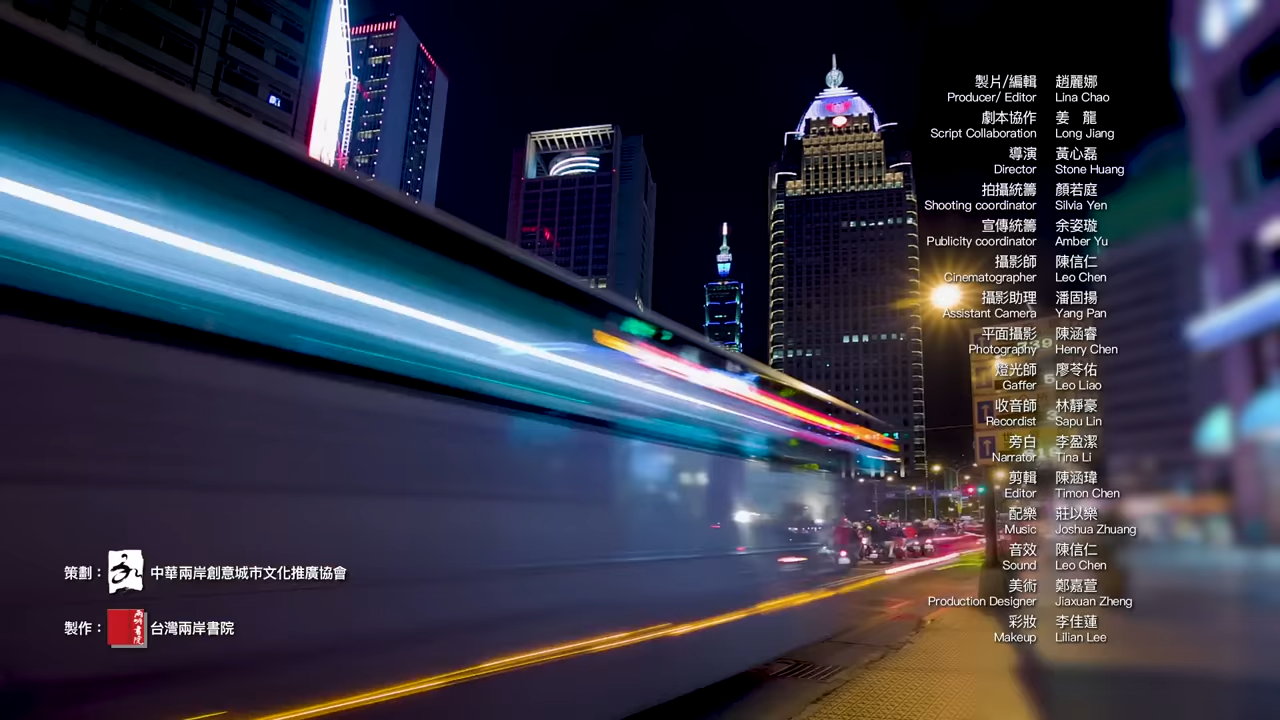 製片/編輯 趙麗娜
Producer/ Editor Lina Chao
劇本協作 姜 龍
Script Collaboration Long Jiang
導演 黃心磊
Director Stone Huang
拍攝統籌 顏若庭
Shooting coordinator Silvia Yen
宣傳統籌 余姿璇
Publicity coordinator Amber Yu
攝影師 陳信仁
Cinematographer Leo Chen
攝影助理 潘固揚
Assistant Camera Yang Pan
平面攝影 陳涵睿
Photography Henry Chen
燈光師 廖苓佑
Gaffer Leo Liao
收音師 林靜豪
Recordist Sapu Lin
旁白 李盈潔
Narrator Tina Li
剪輯 陳涵瑋
Editor Timon Chen
配樂 莊以樂
Music Joshua Zhuang
音效 陳信仁
Sound Leo Chen
美術 鄭嘉萱
Production Designer Jiaxuan Zheng
彩妝 李佳蓮
Makeup Lilian Lee
策劃： 中華兩岸創意城市文化推廣協會
製作： 台灣兩岸書院